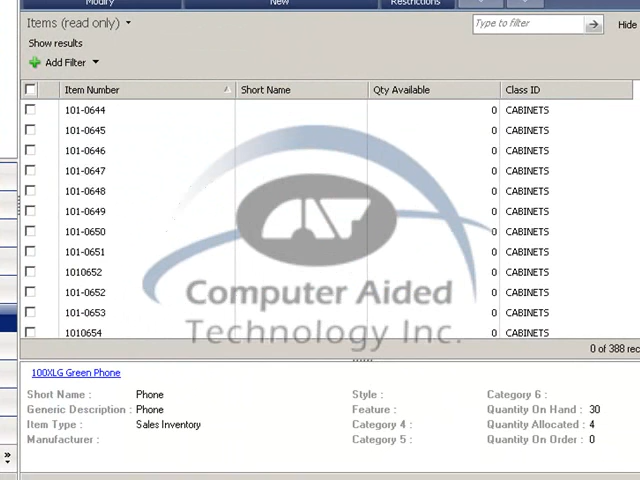 Modify New Restrictions
Items (read only) Type to filter Hide
Show results
Add Filter
Item Number Short Name Qty Available Class ID
101-0644 0 CABINETS
101-0645 0 CABINETS
101-0646 0 CABINETS
101-0647 0 CABINETS
101-0648 0 CABINETS
101-0649 0 CABINETS
101-0650 0 CABINETS
101-0651 0 CABINETS
1010652 0 CABINETS
101-0652 0 CABINETS
101-0653 0 CABINETS
1010654 0 CABINETS
Computer Aided
Technology Inc.
0 of 388 rec
100XLG Green Phone
Short Name : Phone Style : Category 6 :
Generic Description : Phone Feature : Quantity On Hand : 30
Item Type : Sales Inventory Category 4 : Quantity Allocated : 4
Manufacturer : Category 5 : Quantity On Order : 0